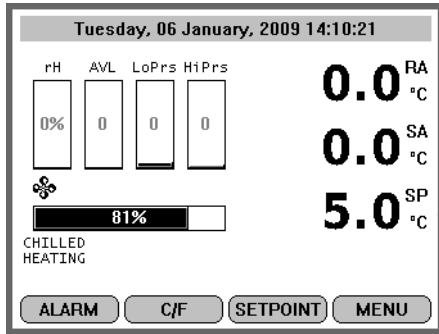 Tuesday, 06 January, 2009 14:10:21
rH AVL LoPrs HiPrs
0% 0 0 0
0.0 RA °C
0.0 SA °C
5.0 SP °C
81%
CHILLED
HEATING
ALARM C/F SETPOINT MENU